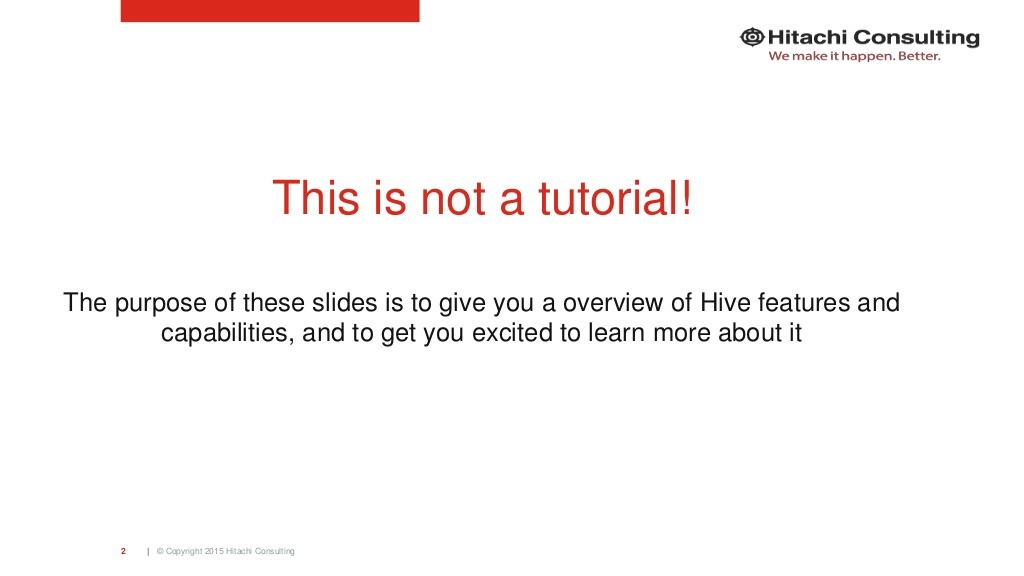 Hitachi Consulting
We make it happen. Better.
This is not a tutorial!
The purpose of these slides is to give you a overview of Hive features and
capabilities, and to get you excited to learn more about it
2 | © Copyright 2015 Hitachi Consulting